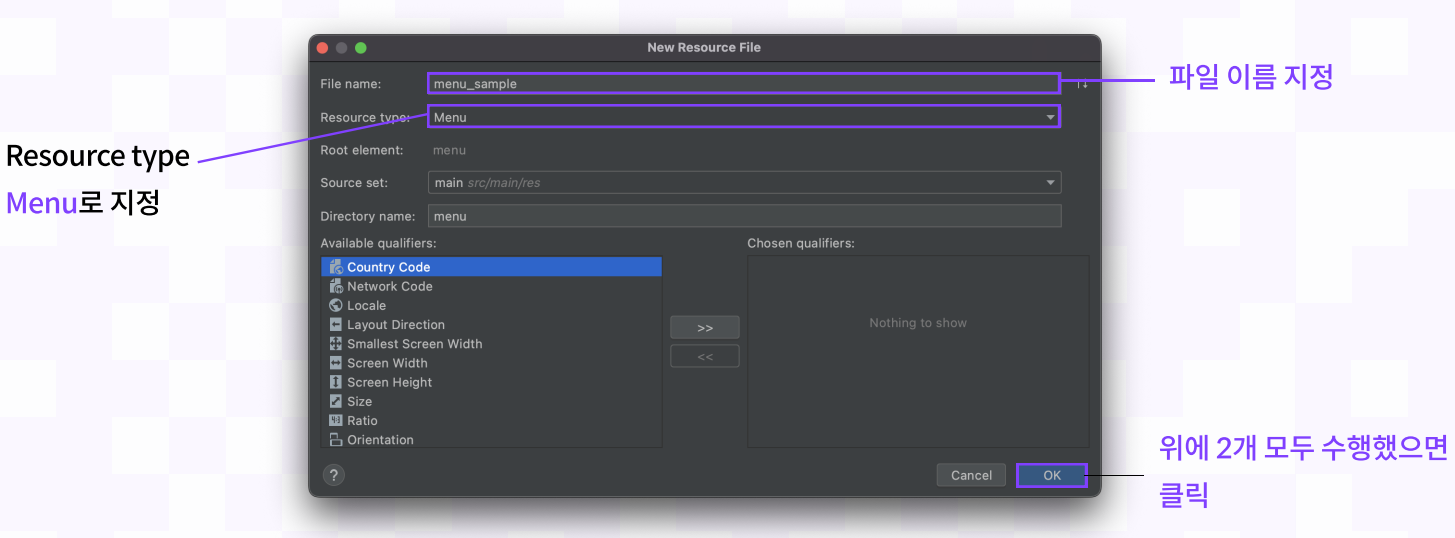 New Resource File
File name:
menu_sample
파일 이름 지정
Resource type:
Menu
Resource type
Menu로 지정
Root element:
menu
Source set:
main src/main/res
Directory name:
menu
Available qualifiers:
Chosen qualifiers:
Country Code
Network Code
Locale
Layout Direction
Smallest Screen Width
Screen Width
Screen Height
Size
Ratio
Orientation
>>
<<
Nothing to show
?
Cancel
OK
위에 2개 모두 수행했으면
클릭